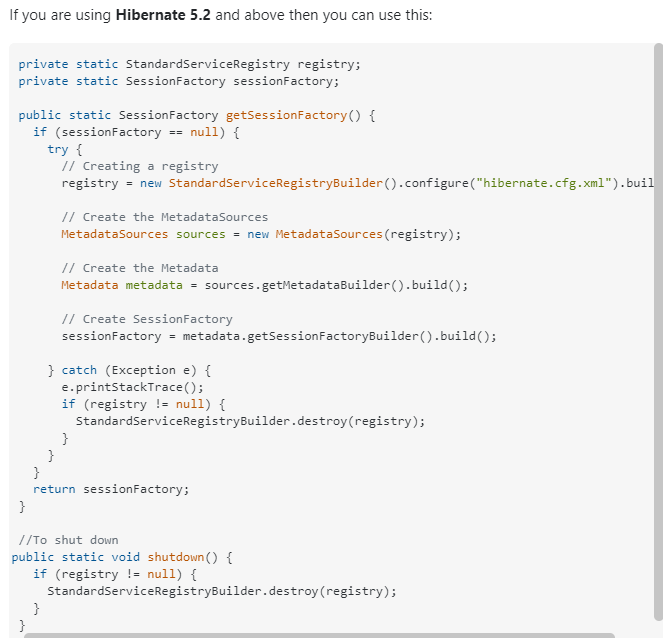 If you are using Hibernate 5.2 and above then you can use this:
private static StandardServiceRegistry registry;
private static SessionFactory sessionFactory;
public static SessionFactory getSessionFactory() {
if (sessionFactory == null) {
try {
// Creating a registry
registry = new StandardServiceRegistryBuilder().configure("hibernate.cfg.xml").buil
// Create the MetadataSources
MetadataSources sources = new MetadataSources(registry);
// Create the Metadata
Metadata metadata = sources.getMetadataBuilder().build();
// Create SessionFactory
sessionFactory = metadata.getSessionFactoryBuilder().build();
} catch (Exception e) {
e.printStackTrace();
if (registry != null) {
StandardServiceRegistryBuilder.destroy(registry);
}
}
}
return sessionFactory;
}
//To shut down
public static void shutdown() {
if (registry != null) {
StandardServiceRegistryBuilder.destroy(registry);
}
}